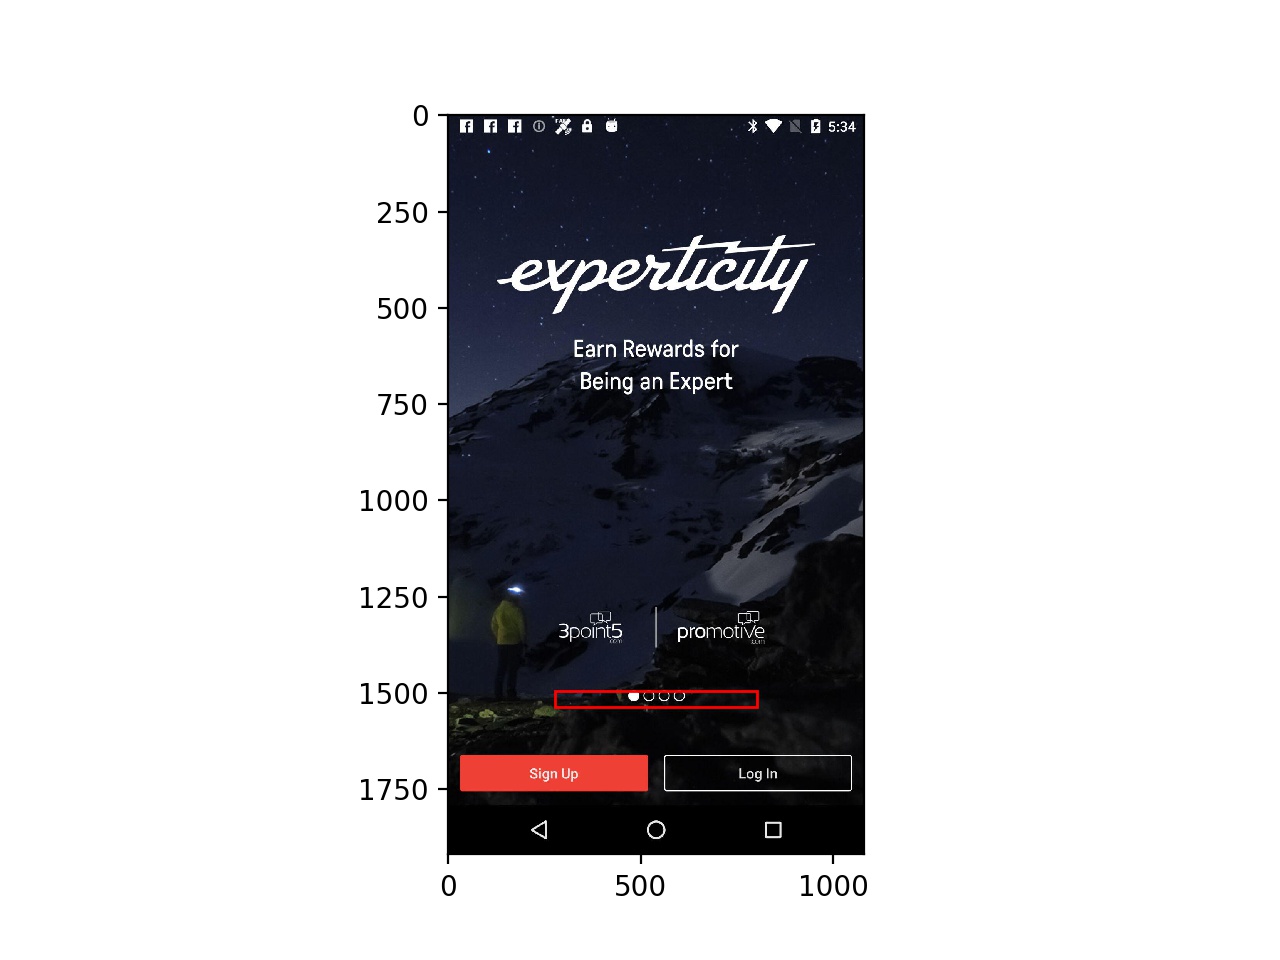 0
250
500
750
1000
1250
1500
1750
0 500 1000
5:34
experticity
Earn Rewards for
Being an Expert
3point5
.com
promotive
.com
Sign Up
Log In